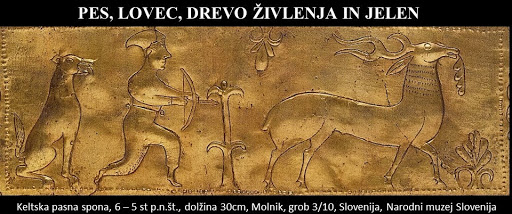 PES, LOVEC, DREVO ŽIVLENJA IN JELEN
Keltska pasna spona, 6 – 5 st p.n.št., dolžina 30cm, Molnik, grob 3/10, Slovenija, Narodni muzej Slovenija